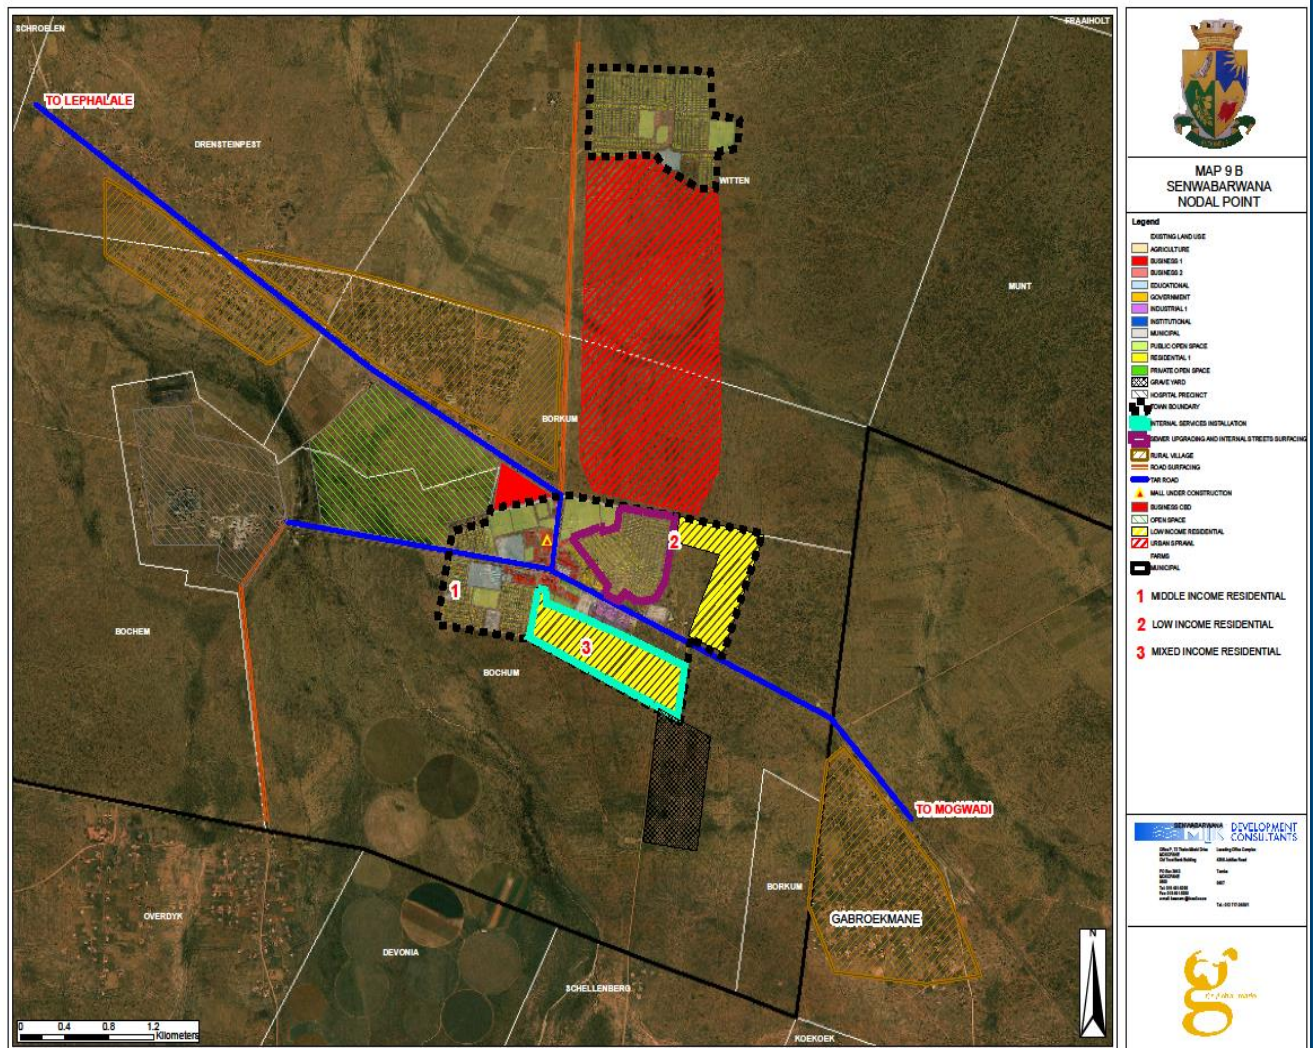 SCHROELEN
FRAAIHOLT
TO LEPHALALE
DRENSTEINPEST
WITTEN
MUNT
BORKUM
2
1
3
BOCHEM
BOCHUM
TO MOGWADI
BORKUM
GABROEKMANE
OVERDYK
DEVONIA
SCHELLENBERG
KOEKOEK
N
0 0.4 0.8 1.2
Kilometers
MAP 9 B
SENWABARWANA
NODAL POINT
Legend
EXISTING LAND USE
AGRICULTURE
BUSINESS 1
BUSINESS 2
EDUCATIONAL
GOVERNMENT
INDUSTRIAL 1
INSTITUTIONAL
MUNICIPAL
PUBLIC OPEN SPACE
RESIDENTIAL 1
PRIVATE OPEN SPACE
GRAVE YARD
HOSPITAL PRECINCT
TOWN BOUNDARY
INTERNAL SERVICES INSTALLATION
SEWER UPGRADING AND INTERNAL STREETS SURFACING
RURAL VILLAGE
ROAD SURFACING
TAR ROAD
MALL UNDER CONSTRUCTION
BUSINESS CBD
OPEN SPACE
LOW INCOME RESIDENTIAL
URBAN SPRAWL
FARMS
MUNICIPAL
1 MIDDLE INCOME RESIDENTIAL
2 LOW INCOME RESIDENTIAL
3 MIXED INCOME RESIDENTIAL
SENWABARWANA
DEVELOPMENT
CONSULTANTS